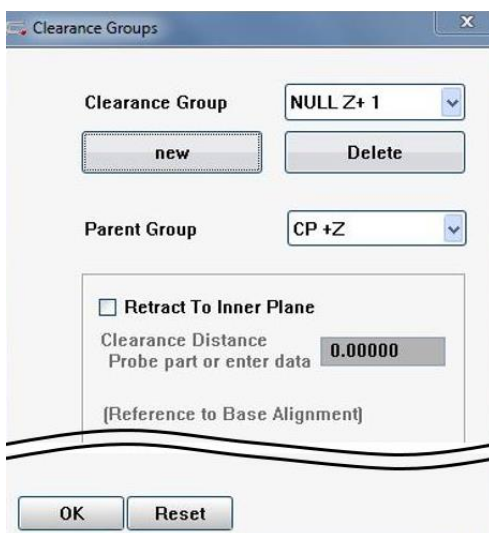 Clearance Groups
x
Clearance Group NULL Z+ 1
new Delete
Parent Group CP +Z
Retract To Inner Plane
Clearance Distance
Probe part or enter data 0.00000
(Reference to Base Alignment)
OK Reset